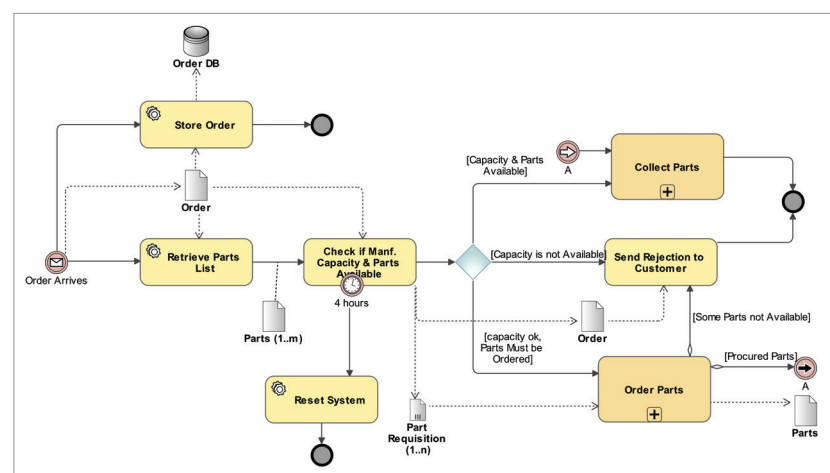 Order DB
Store Order
Order
Order Arrives
Retrieve Parts
List
Parts (1..m)
Check if Manf.
Capacity & Parts
Available
4 hours
Reset System
Part
Requisition
(1..n)
[Capacity & Parts
Available]
A
Collect Parts
[Capacity is not Available]
Send Rejection to
Customer
Order
[capacity ok,
Parts Must be
Ordered]
[Some Parts not Available]
[Procured Parts]
A
Order Parts
Parts